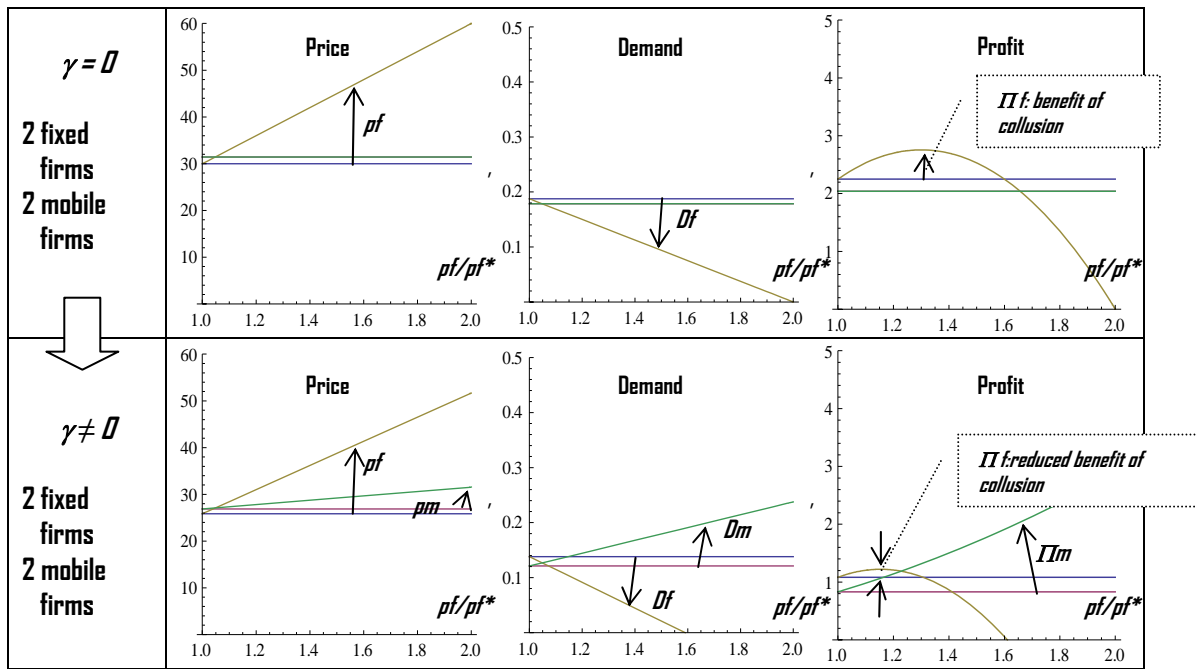 γ = 0
2 fixed
firms
2 mobile
firms
Price
60
50
40
30
20
10
pf
pf/pf*
1.0 1.2 1.4 1.6 1.8 2.0
,
Demand
0.5
0.4
0.3
0.2
0.1
Df
pf/pf*
1.0 1.2 1.4 1.6 1.8 2.0
,
Profit
5
4
3
2
1
Π f: benefit of
collusion
pf/pf*
1.0 1.2 1.4 1.6 1.8 2.0
γ ≠ 0
2 fixed
firms
2 mobile
firms
Price
60
50
40
30
20
10
pf
pm
pf/pf*
1.0 1.2 1.4 1.6 1.8 2.0
,
Demand
0.5
0.4
0.3
0.2
0.1
Dm
Df
pf/pf*
1.0 1.2 1.4 1.6 1.8 2.0
,
Profit
5
4
3
2
1
Π f:reduced benefit of
collusion
Πm
pf/pf*
1.0 1.2 1.4 1.6 1.8 2.0